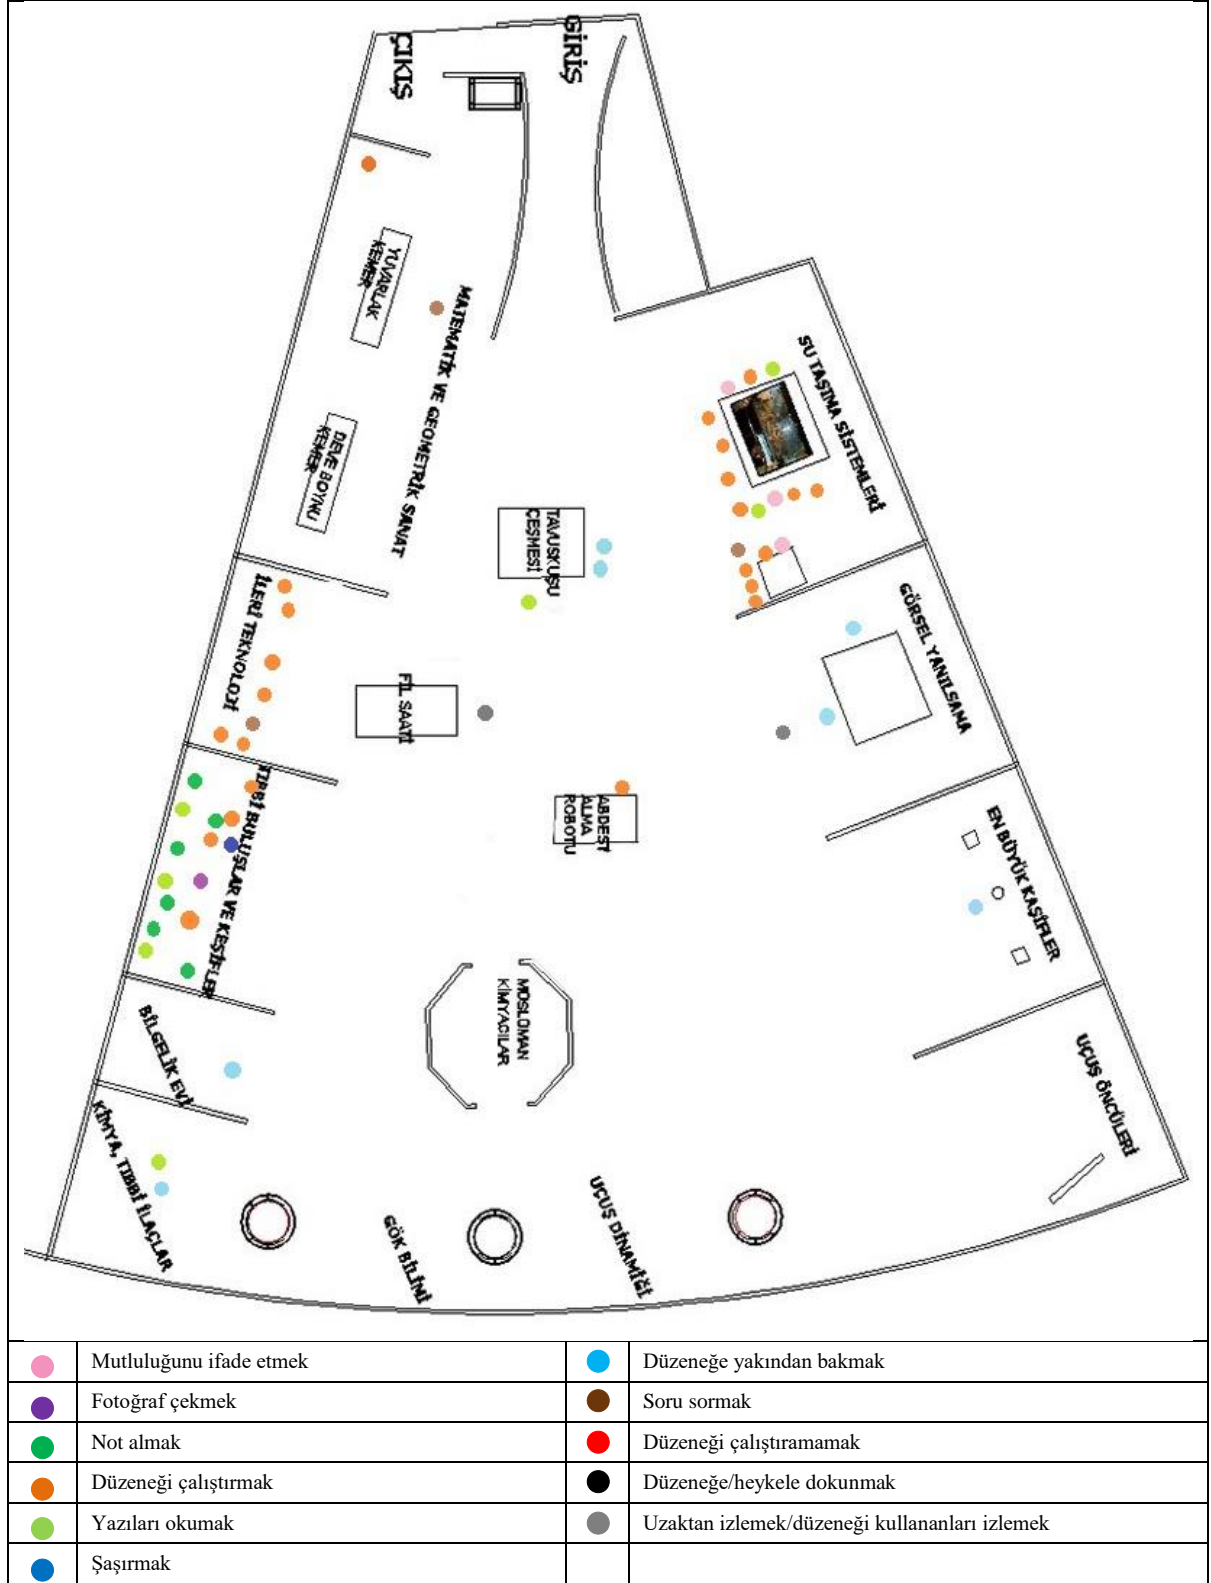 GİRİŞ
ÇIKIŞ
YUVARLAK
KEMER
MATEMATİK VE GEOMETRİK SANAT
DEVE BOYNU
KEMER
SU TAŞIMA SİSTEMLERİ
TAVUSKUŞU
ÇEŞMESİ
İLERİ TEKNOLOJİ
GÖRSEL YANILSANA
FİL SAATİ
TIBBİ BULUŞLAR VE KEŞİFLER
ABDEST
ALMA
ROBOTU
EN BÜYÜK KAŞİFLER
MÜSLÜMAN
KİMYACILAR
BİLGELİK EVİ
UÇUŞ ÖNCÜLERİ
KİMYA, TIBBİ İLAÇLAR
GÖK BİLİMİ
UÇUŞ DİNAMİĞİ
Mutluluğunu ifade etmek
Düzeneğe yakından bakmak
Fotoğraf çekmek
Soru sormak
Not almak
Düzeneği çalıştıramamak
Düzeneği çalıştırmak
Düzeneğe/heykele dokunmak
Yazıları okumak
Uzaktan izlemek/düzeneği kullananları izlemek
Şaşırmak